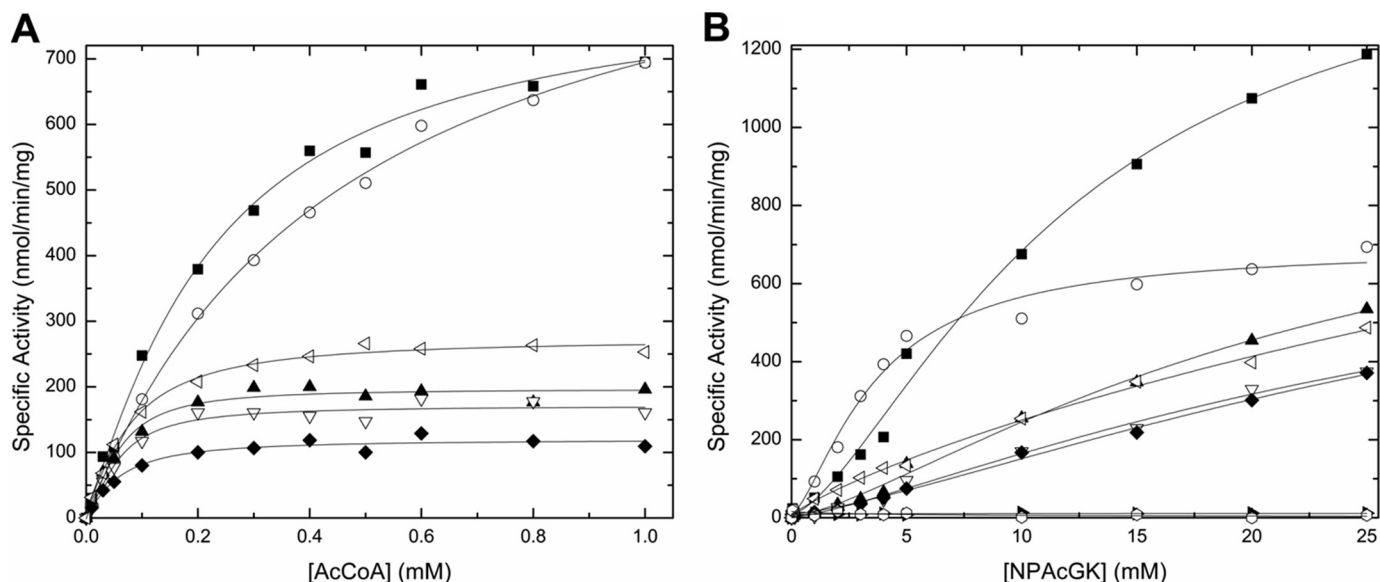 A
B
Specific Activity (nmol/min/mg)
700
600
500
400
300
200
100
0
0.0 0.2 0.4 0.6 0.8 1.0
[AcCoA] (mM)
Specific Activity (nmol/min/mg)
1200
1000
800
600
400
200
0
0 5 10 15 20 25
[NPAcGK] (mM)